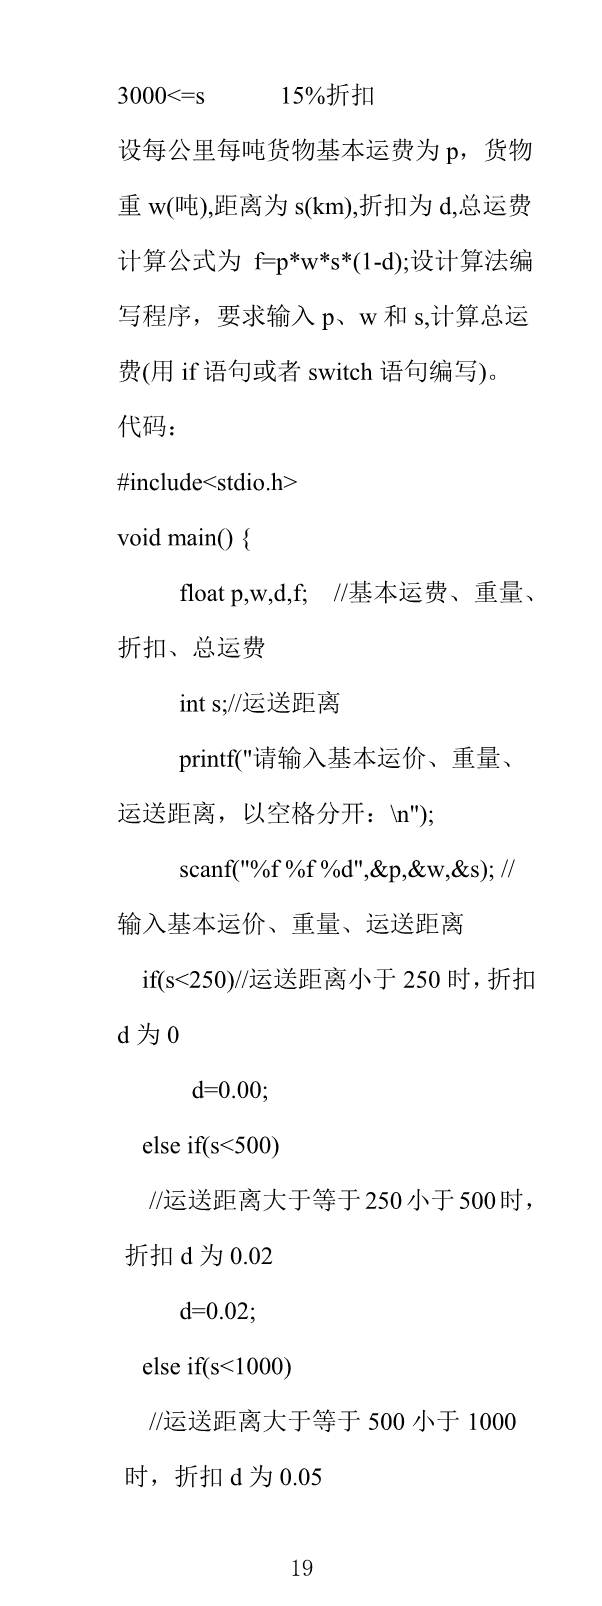 3000<=s 15%折扣
设每公里每吨货物基本运费为 p，货物
重 w(吨),距离为 s(km),折扣为 d,总运费
计算公式为 f=p*w*s*(1-d);设计算法编
写程序，要求输入 p、w 和 s,计算总运
费(用 if 语句或者 switch 语句编写)。
代码：
#include<stdio.h>
void main() {
float p,w,d,f; //基本运费、重量、
折扣、总运费
int s;//运送距离
printf("请输入基本运价、重量、
运送距离，以空格分开：\n");
scanf("%f %f %d",&p,&w,&s); //
输入基本运价、重量、运送距离
if(s<250)//运送距离小于 250 时，折扣
d 为 0
d=0.00;
else if(s<500)
//运送距离大于等于 250 小于 500 时，
折扣 d 为 0.02
d=0.02;
else if(s<1000)
//运送距离大于等于 500 小于 1000
时，折扣 d 为 0.05
19